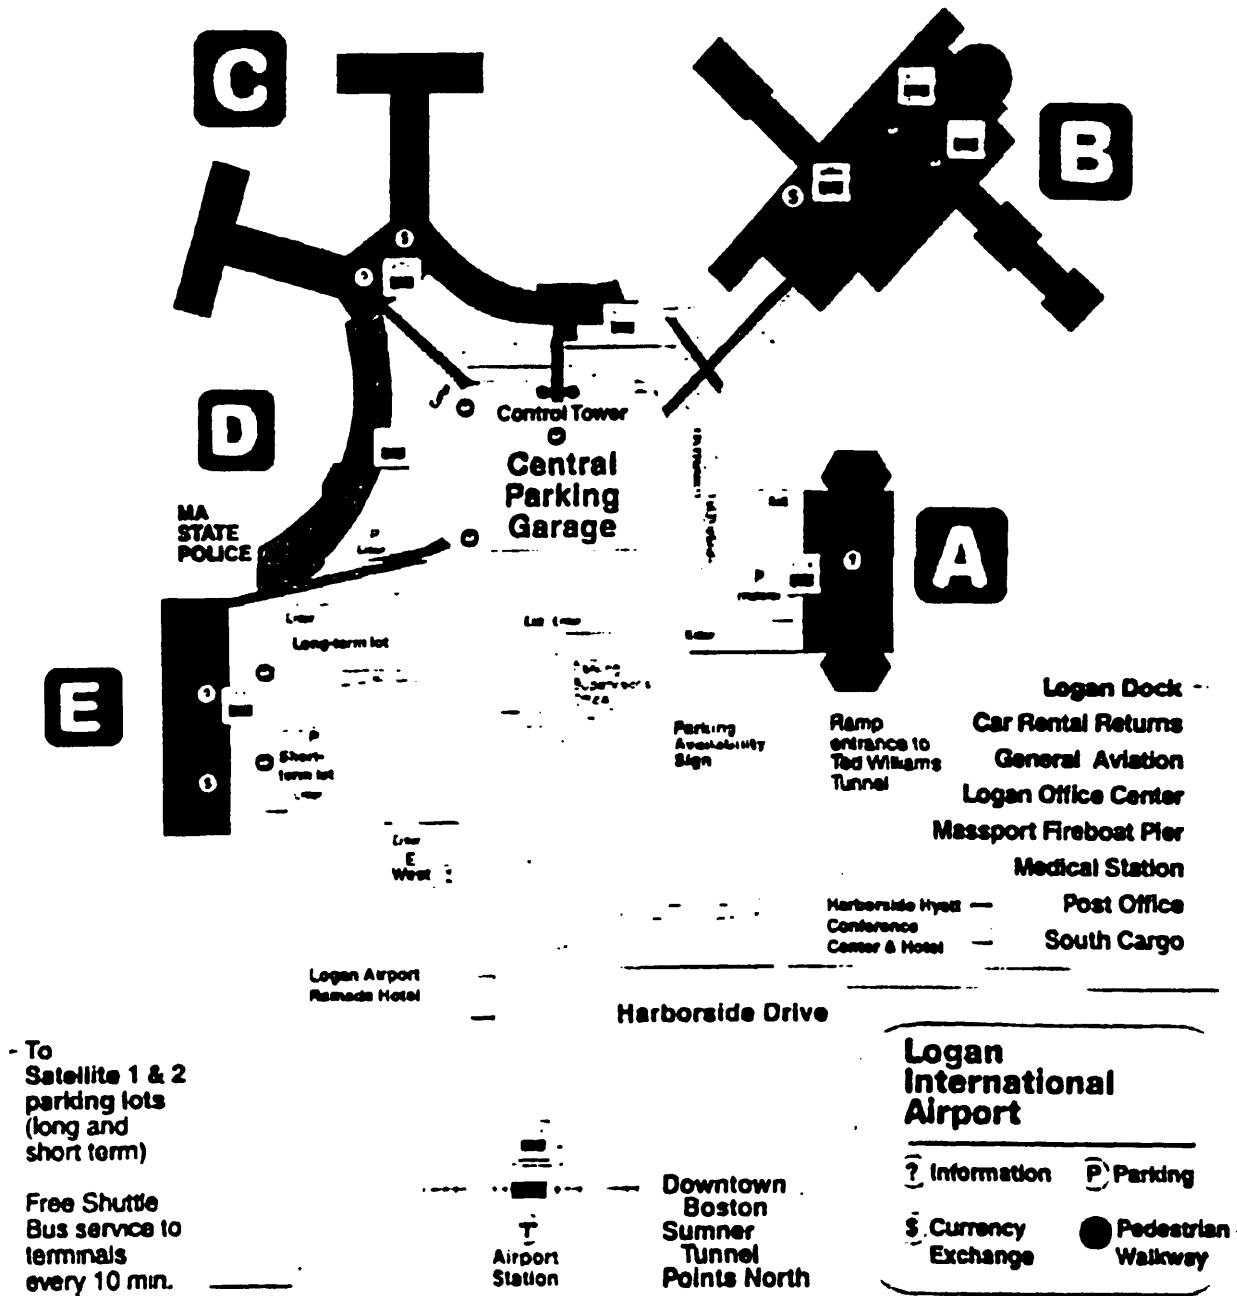 C
B
D
A
E
Control Tower
Central
Parking
Garage
MA
STATE
POLICE
P
P
Long-term lot
P
Short-
term lot
Parking
Availability
Sign
Ramp
entrance to
Ted Williams
Tunnel
Logan Dock
Car Rental Returns
General Aviation
Logan Office Center
Massport Fireboat Pier
Medical Station
Post Office
South Cargo
E
West
Harborside Hyatt
Conference
Center & Hotel
Logan Airport
Ramada Hotel
Harborside Drive
To
Satellite 1 & 2
parking lots
(long and
short term)
Free Shuttle
Bus service to
terminals
every 10 min.
T
Airport
Station
Downtown
Boston
Sumner
Tunnel
Points North
Logan
International
Airport
? Information
P Parking
$ Currency
Exchange
Pedestrian
Walkway